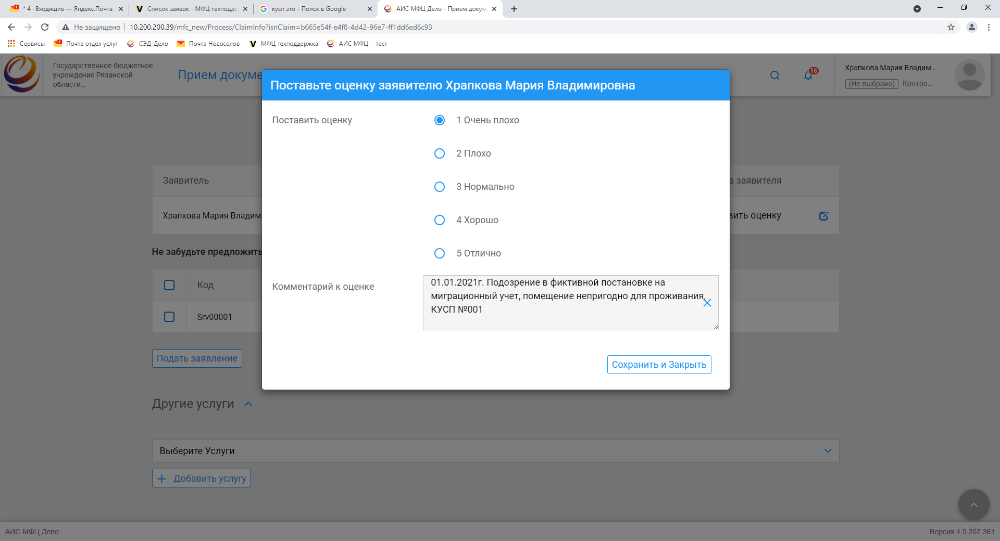 * 4 · Входящие — Яндекс.Почта
Список заявок - МФЦ техподде
кусп это - Поиск в Google
АИС МФЦ Дело - Прием докум
Не защищено
10.200.200.39/mfc_new/Process/ClaimInfo?isnClaim=b665e54f-e4f8-4d42-96e7-ff1dd6ed6c93
Сервисы
Почта отдел услуг
СЭД-Дело
Почта Новоселов
МФЦ техподдержка
АИС МФЦ - тест
Государственное бюджетное
учреждение Рязанской
области...
Прием докуме
16
Храпкова Мария Владим...
(Не выбрано) Контро...
Поставьте оценку заявителю Храпкова Мария Владимировна
Поставить оценку
1 Очень плохо
2 Плохо
3 Нормально
4 Хорошо
5 Отлично
Комментарий к оценке
01.01.2021г. Подозрение в фиктивной постановке на
миграционный учет, помещение непригодно для проживания,
КУСП №001
Сохранить и Закрыть
Заявитель
а заявителя
Храпкова Мария Владим
вить оценку
Не забудьте предложить
Код
Srv00001
Подать заявление
Другие услуги
Выберите Услуги
Добавить услугу
АИС МФЦ Дело
Версия 4.5.207.361